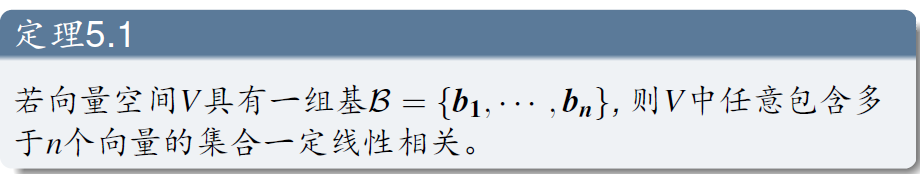 定理5.1
若向量空间V具有一组基B = {b₁, ⋯ , bₙ}, 则V中任意包含多
于n个向量的集合一定线性相关。